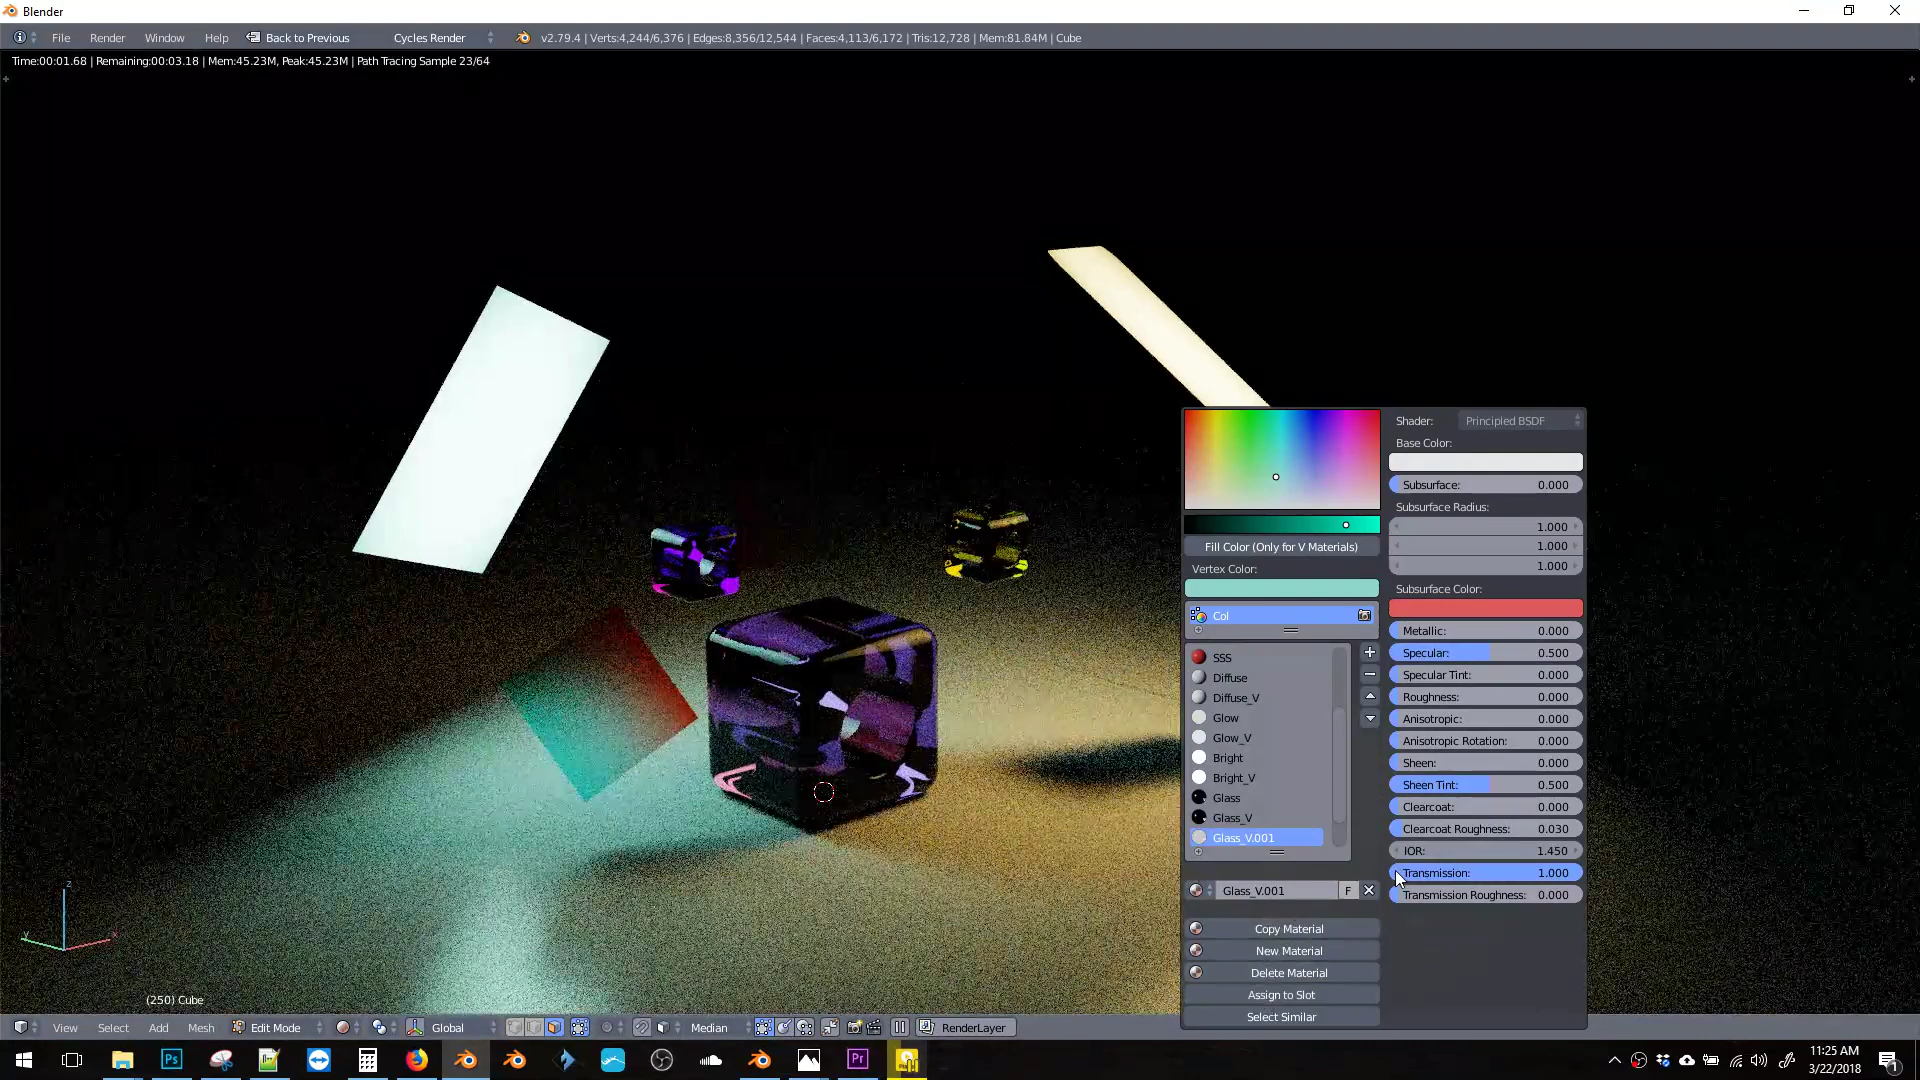 Blender
File Render Window Help Back to Previous Cycles Render v2.79.4 | Verts:4,244/6,376 | Edges:8,356/12,544 | Faces:4,113/6,172 | Tris:12,728 | Mem:81.84M | Cube
Time:00:01.68 | Remaining:00:03.18 | Mem:45.23M, Peak:45.23M | Path Tracing Sample 23/64
Fill Color (Only for V Materials)
Vertex Color:
Col
SSS
Diffuse
Diffuse_V
Glow
Glow_V
Bright
Bright_V
Glass
Glass_V
Glass_V.001
Glass_V.001 F
Copy Material
New Material
Delete Material
Assign to Slot
Select Similar
Shader: Principled BSDF
Base Color:
Subsurface: 0.000
Subsurface Radius:
1.000
1.000
1.000
Subsurface Color:
Metallic: 0.000
Specular: 0.500
Specular Tint: 0.000
Roughness: 0.000
Anisotropic: 0.000
Anisotropic Rotation: 0.000
Sheen: 0.000
Sheen Tint: 0.500
Clearcoat: 0.000
Clearcoat Roughness: 0.030
IOR: 1.450
Transmission: 1.000
Transmission Roughness: 0.000
z
y x
(250) Cube
View Select Add Mesh Edit Mode Global Median RenderLayer
Ps Pr
11:25 AM
3/22/2018
1